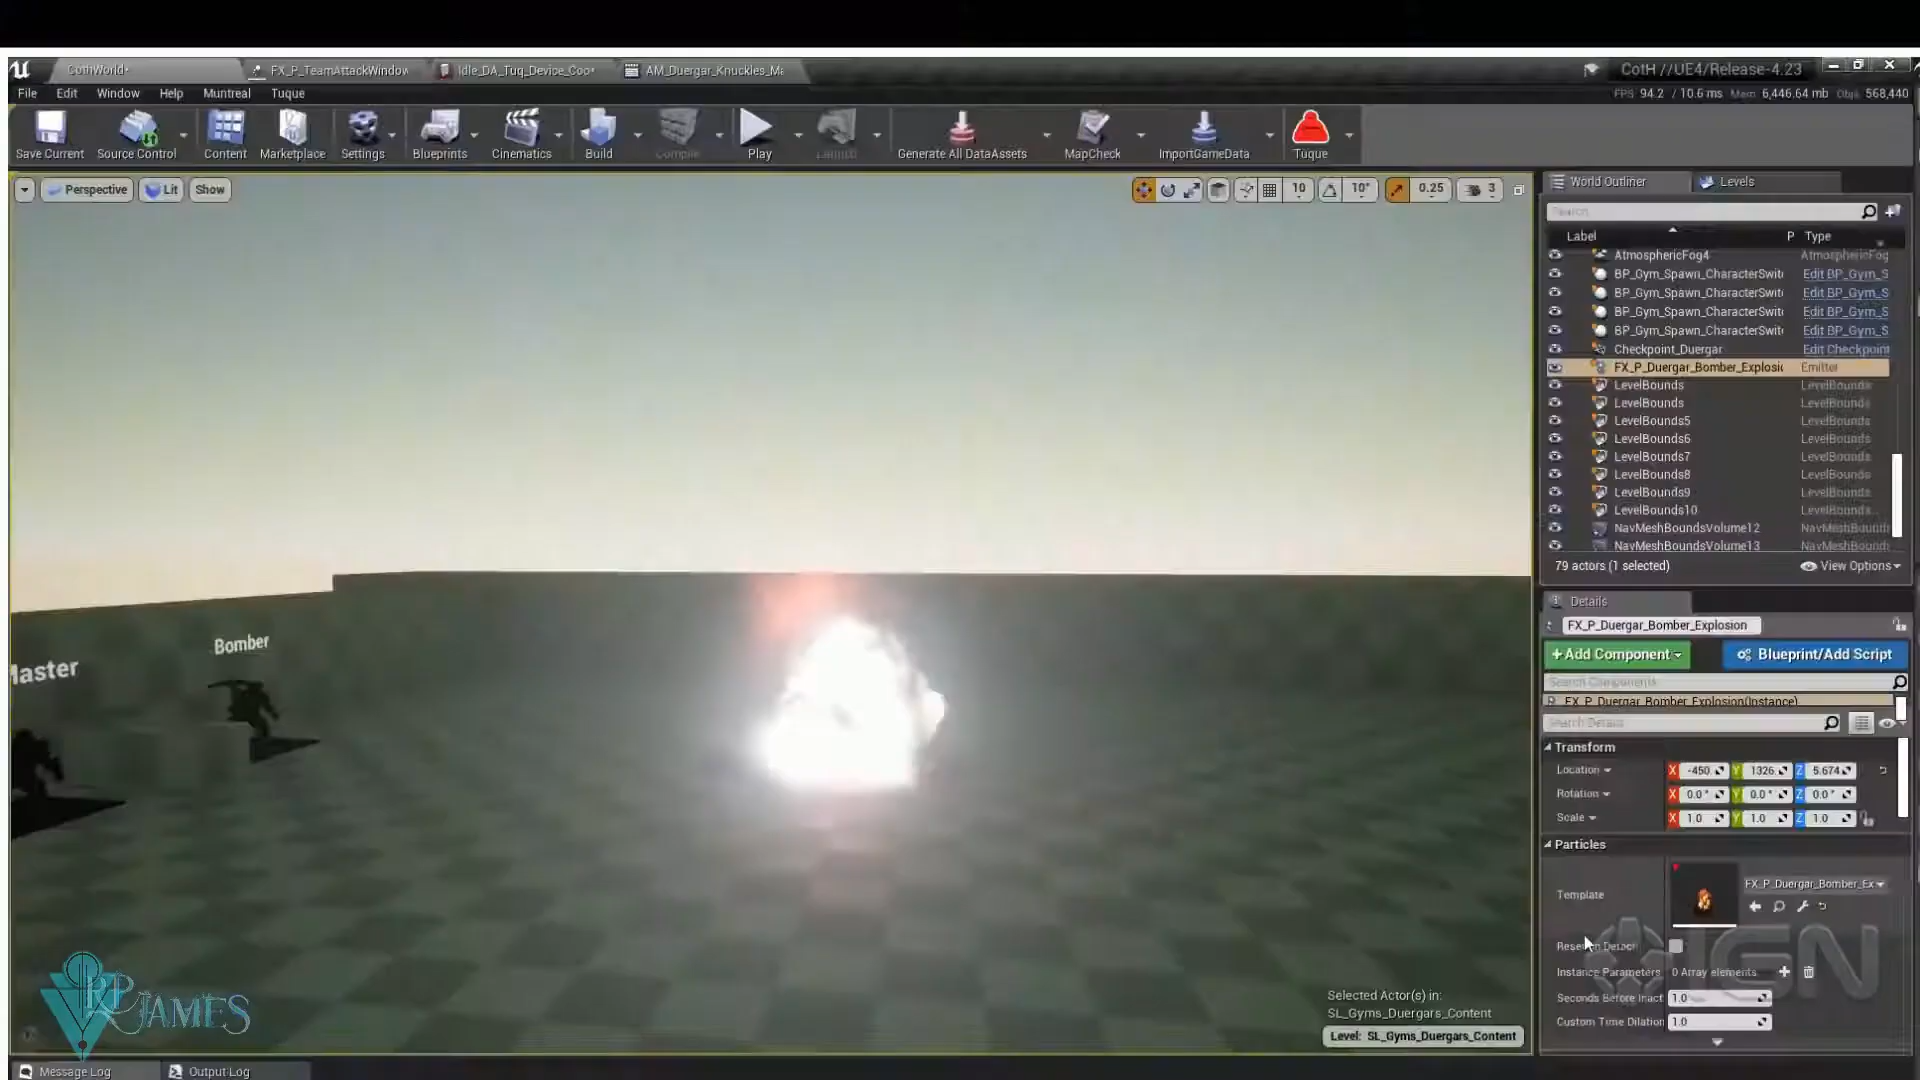 CothWorld•
FX_P_TeamAttackWindow
Idle_DA_Tuq_Device_Coo•
AM_Duergar_Knuckles_Ma
CotH //UE4/Release-4.23
File Edit Window Help Muntreal Tuque
FPS: 94.2 / 10.6 ms Mem: 6,446.64 mb Objs: 568,440
Save Current Source Control Content Marketplace Settings Blueprints Cinematics Build Compile Play Launch Generate All DataAssets MapCheck ImportGameData Tuque
Perspective Lit Show
10 10° 0.25 3
World Outliner Levels
Search
Label P Type
AtmosphericFog4 AtmosphericFog
BP_Gym_Spawn_CharacterSwit Edit BP_Gym_S
BP_Gym_Spawn_CharacterSwit Edit BP_Gym_S
BP_Gym_Spawn_CharacterSwit Edit BP_Gym_S
BP_Gym_Spawn_CharacterSwit Edit BP_Gym_S
Checkpoint_Duergar Edit Checkpoint
FX_P_Duergar_Bomber_Explosi Emitter
LevelBounds LevelBounds
LevelBounds LevelBounds
LevelBounds5 LevelBounds
LevelBounds6 LevelBounds
LevelBounds7 LevelBounds
LevelBounds8 LevelBounds
LevelBounds9 LevelBounds
LevelBounds10 LevelBounds
NavMeshBoundsVolume12 NavMeshBounds
NavMeshBoundsVolume13 NavMeshBounds
79 actors (1 selected) View Options
Details
FX_P_Duergar_Bomber_Explosion
+Add Component Blueprint/Add Script
Search Components
FX_P_Duergar_Bomber_Explosion(Instance)
Search Details
Transform
Location X -450. Y 1326. Z 5.674
Rotation X 0.0° Y 0.0° Z 0.0°
Scale X 1.0 Y 1.0 Z 1.0
Particles
Template FX_P_Duergar_Bomber_Ex
Detach
Instance Parameters 0 Array elements
Seconds Before Inact 1.0
Custom Time Dilation 1.0
IGN
Bomber
Master
RP JAMES
Selected Actor(s) in:
SL_Gyms_Duergars_Content
Level: SL_Gyms_Duergars_Content
Message Log Output Log